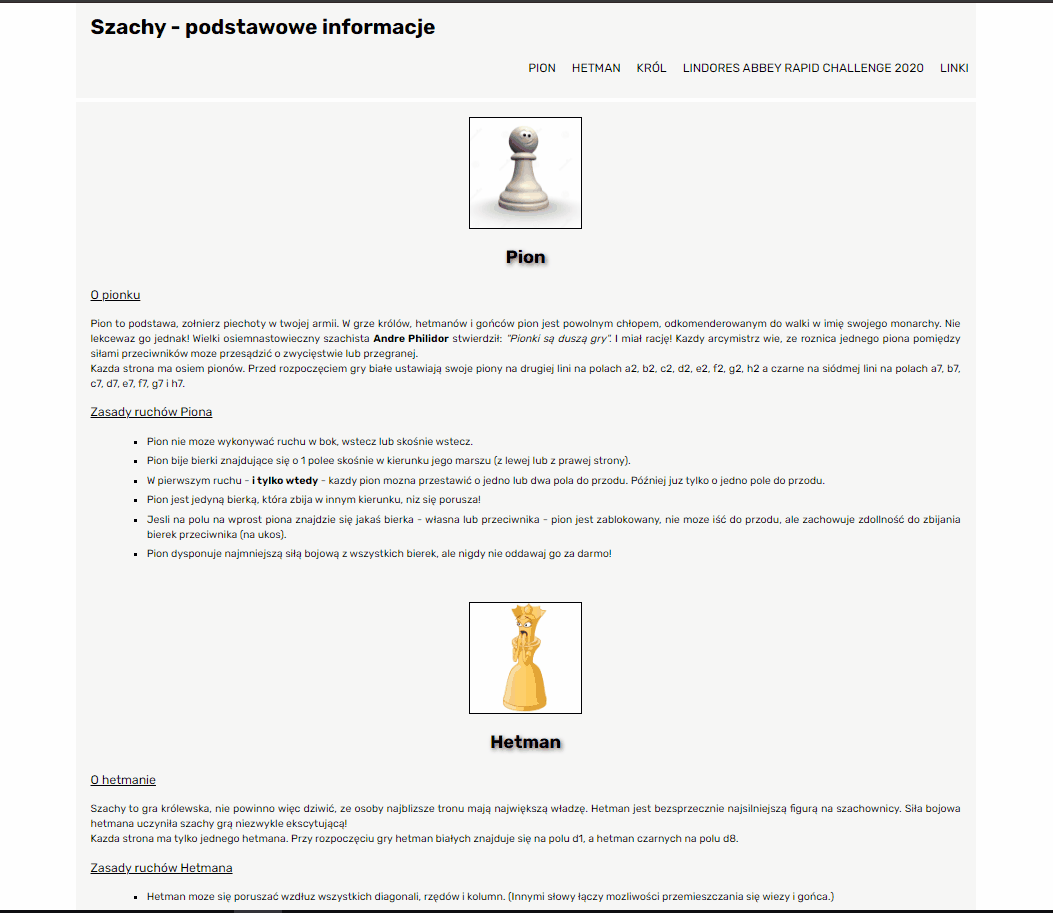 Szachy - podstawowe informacje
PION HETMAN KRÓL LINDORES ABBEY RAPID CHALLENGE 2020 LINKI
Pion
O pionku
Pion to podstawa, zołnierz piechoty w twojej armii. W grze królów, hetmanów i gońców pion jest powolnym chłopem, odkomenderowanym do walki w imię swojego monarchy. Nie
lekcewaz go jednak! Wielki osiemnastowieczny szachista Andre Philidor stwierdził: "Pionki są duszą gry". I miał rację! Kazdy arcymistrz wie, ze roznica jednego piona pomiędzy
siłami przeciwników moze przesądzić o zwycięstwie lub przegranej.
Kazda strona ma osiem pionów. Przed rozpoczęciem gry białe ustawiają swoje piony na drugiej lini na polach a2, b2, c2, d2, e2, f2, g2, h2 a czarne na siódmej lini na polach a7, b7,
c7, d7, e7, f7, g7 i h7.
Zasady ruchów Piona
Pion nie moze wykonywać ruchu w bok, wstecz lub skośnie wstecz.
Pion bije bierki znajdujące się o 1 polee skośnie w kierunku jego marszu (z lewej lub z prawej strony).
W pierwszym ruchu - i tylko wtedy - kazdy pion mozna przestawić o jedno lub dwa pola do przodu. Później juz tylko o jedno pole do przodu.
Pion jest jedyną bierką, która zbija w innym kierunku, niz się porusza!
Jesli na polu na wprost piona znajdzie się jakaś bierka - własna lub przeciwnika - pion jest zablokowany, nie moze iść do przodu, ale zachowuje zdollność do zbijania
bierek przeciwnika (na ukos).
Pion dysponuje najmniejszą siłą bojową z wszystkich bierek, ale nigdy nie oddawaj go za darmo!
Hetman
O hetmanie
Szachy to gra królewska, nie powinno więc dziwić, ze osoby najblizsze tronu mają największą władzę. Hetman jest bezsprzecznie najsilniejszą figurą na szachownicy. Siła bojowa
hetmana uczyniła szachy grą niezwykle ekscytującą!
Kazda strona ma tylko jednego hetmana. Przy rozpoczęciu gry hetman białych znajduje się na polu d1, a hetman czarnych na polu d8.
Zasady ruchów Hetmana
Hetman moze się poruszać wzdłuz wszystkich diagonali, rzędów i kolumn. (Innymi słowy łączy mozliwości przemieszczania się wiezy i gońca.)